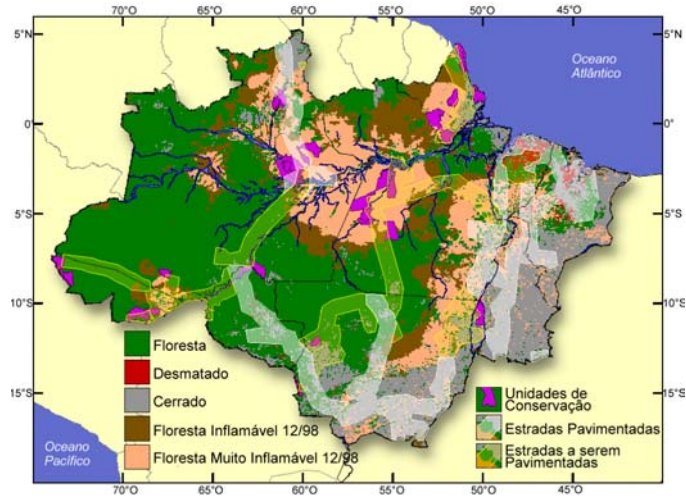 70°O 65°O 60°O 55°O 50°O 45°O
5°N 5°N
Oceano
Atlântico
0° 0°
5°S 5°S
10°S 10°S
Floresta
Desmatado
Cerrado
Floresta Inflamável 12/98
Floresta Muito Inflamável 12/98
15°S 15°S
Unidades de
Conservação
Estradas Pavimentadas
Estradas a serem
Pavimentadas
Oceano
Pacífico
70°O 65°O 60°O 55°O 50°O 45°O